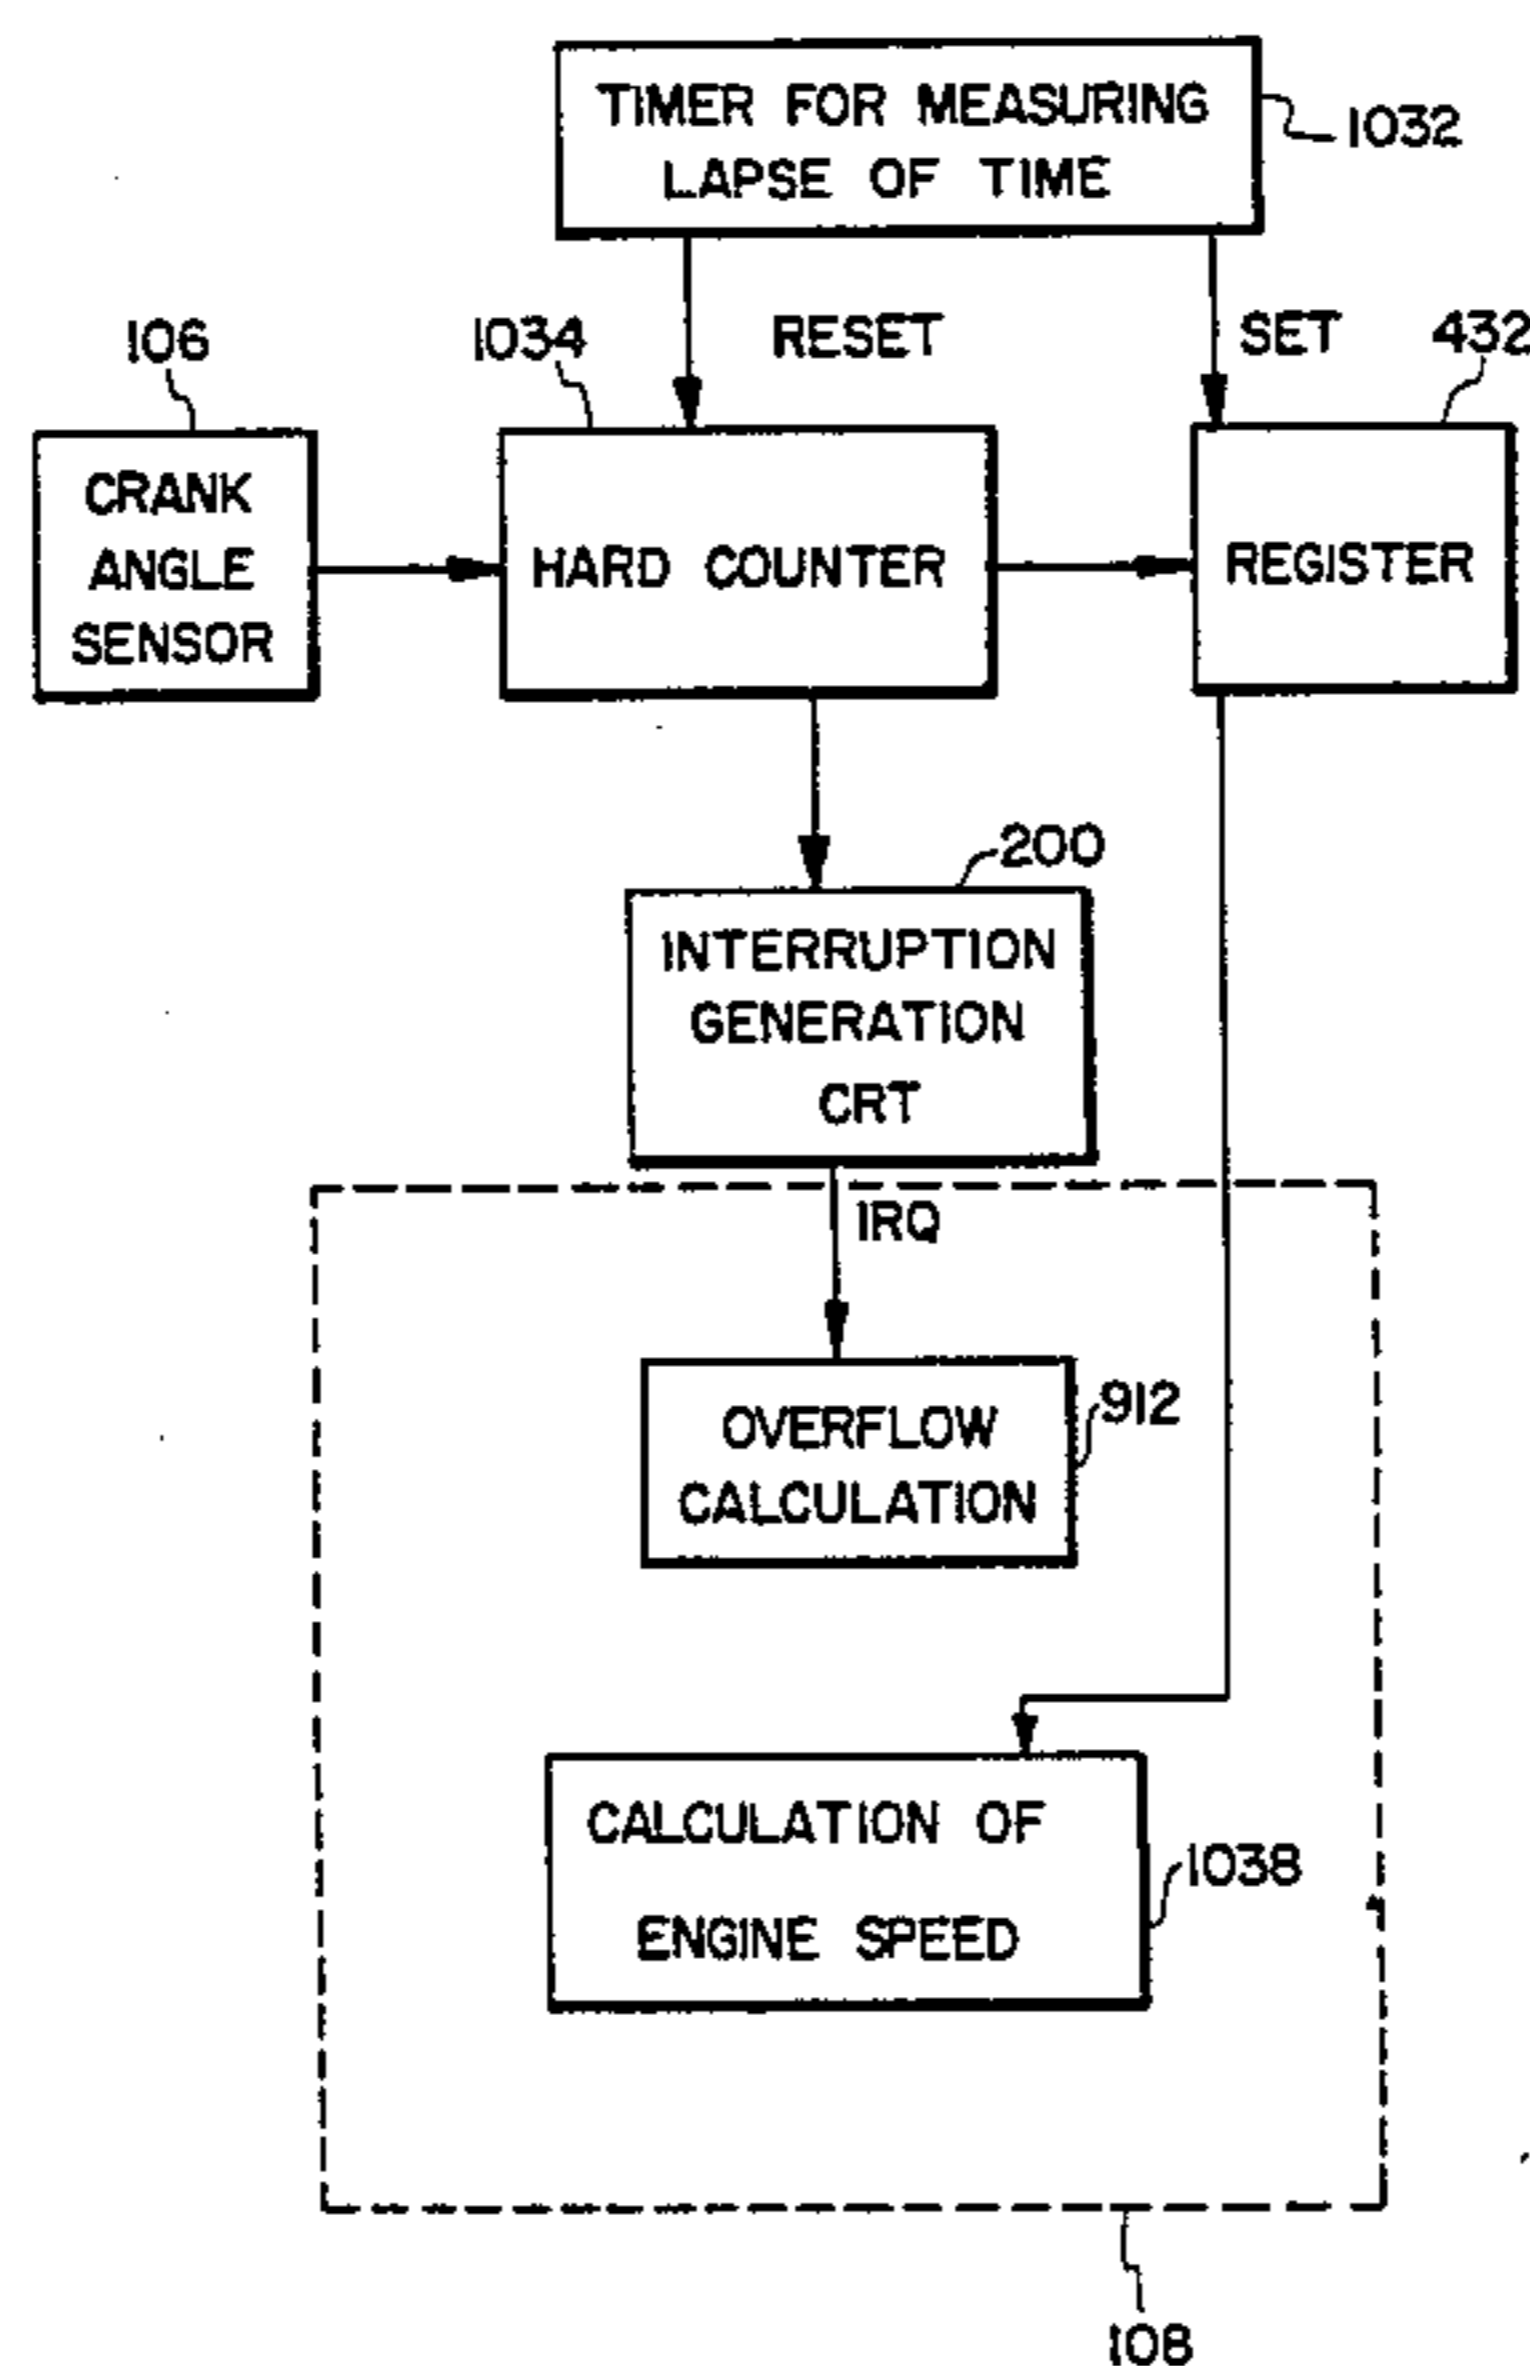 TIMER FOR MEASURING
LAPSE OF TIME
1032
RESET
SET
106
1034
432
CRANK
ANGLE
SENSOR
HARD COUNTER
REGISTER
200
INTERRUPTION
GENERATION
CRT
IRQ
OVERFLOW
CALCULATION
912
CALCULATION OF
ENGINE SPEED
1038
108